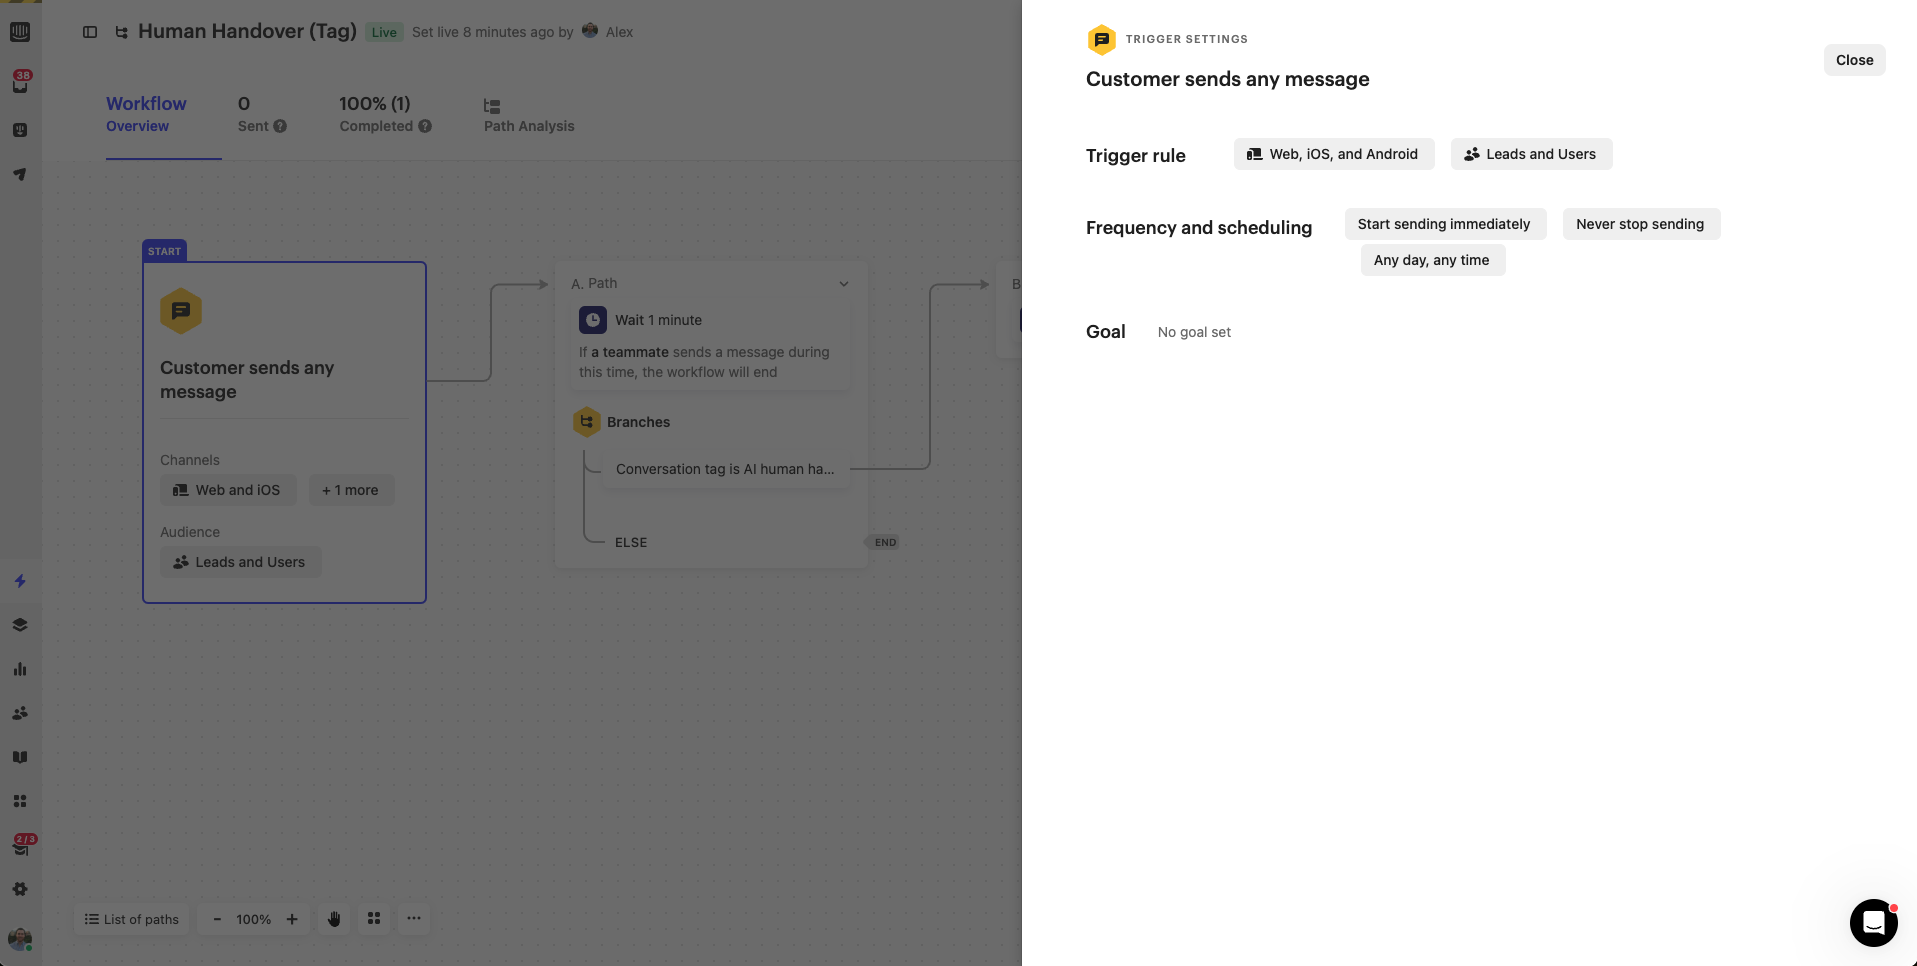 Human Handover (Tag)
Live
Set live 8 minutes ago by
Alex
38
Workflow
Overview
0
Sent
100% (1)
Completed
Path Analysis
START
Customer sends any
message
Channels
Web and iOS
+ 1 more
Audience
Leads and Users
A. Path
Wait 1 minute
If a teammate sends a message during
this time, the workflow will end
Branches
Conversation tag is AI human ha...
ELSE
END
B
2 / 3
List of paths
- 100% +
TRIGGER SETTINGS
Customer sends any message
Close
Trigger rule
Web, iOS, and Android
Leads and Users
Frequency and scheduling
Start sending immediately
Never stop sending
Any day, any time
Goal
No goal set